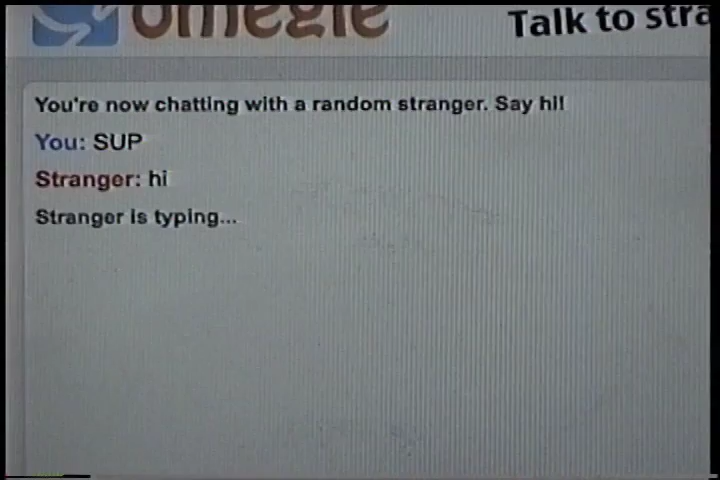 omegle
Talk to stra
You're now chatting with a random stranger. Say hi!
You: SUP
Stranger: hi
Stranger is typing...